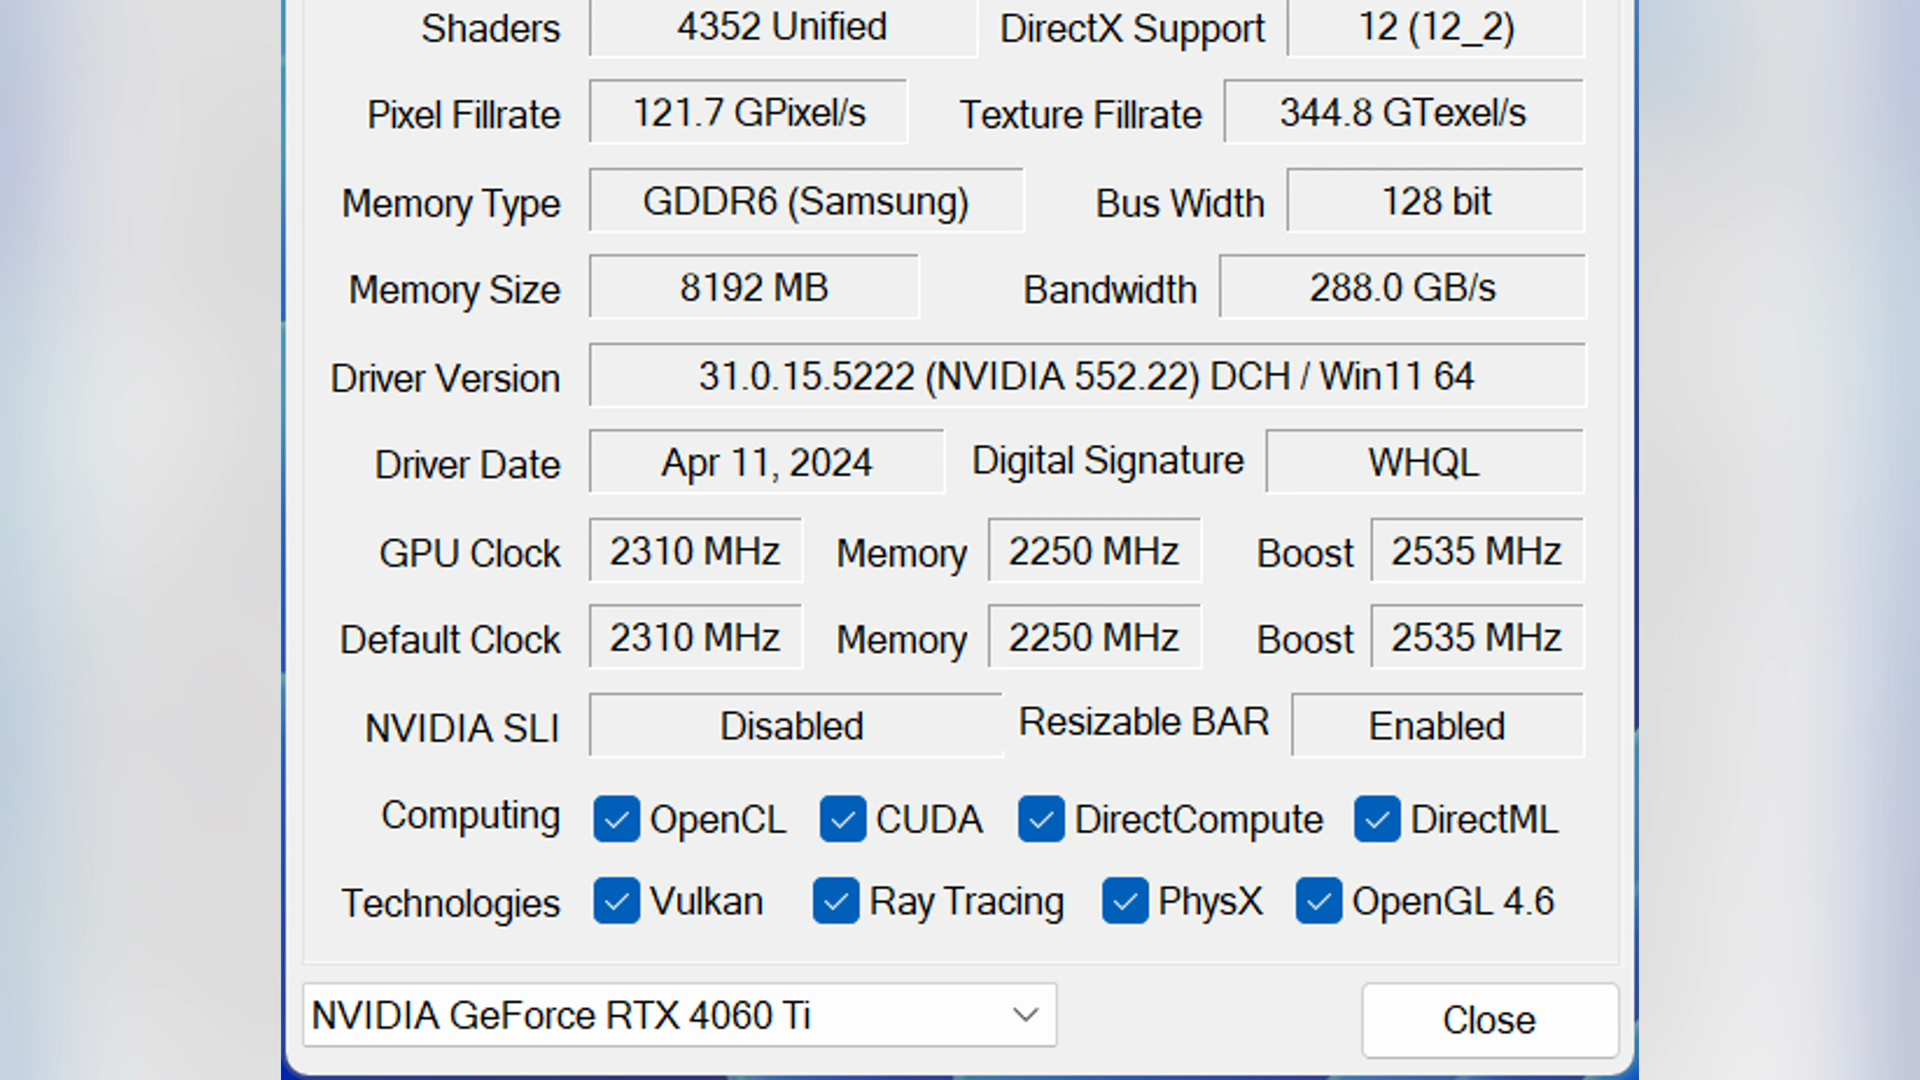 Shaders 4352 Unified DirectX Support 12 (12_2)
Pixel Fillrate 121.7 GPixel/s Texture Fillrate 344.8 GTexel/s
Memory Type GDDR6 (Samsung) Bus Width 128 bit
Memory Size 8192 MB Bandwidth 288.0 GB/s
Driver Version 31.0.15.5222 (NVIDIA 552.22) DCH / Win11 64
Driver Date Apr 11, 2024 Digital Signature WHQL
GPU Clock 2310 MHz Memory 2250 MHz Boost 2535 MHz
Default Clock 2310 MHz Memory 2250 MHz Boost 2535 MHz
NVIDIA SLI Disabled Resizable BAR Enabled
Computing OpenCL CUDA DirectCompute DirectML
Technologies Vulkan Ray Tracing PhysX OpenGL 4.6
NVIDIA GeForce RTX 4060 Ti Close